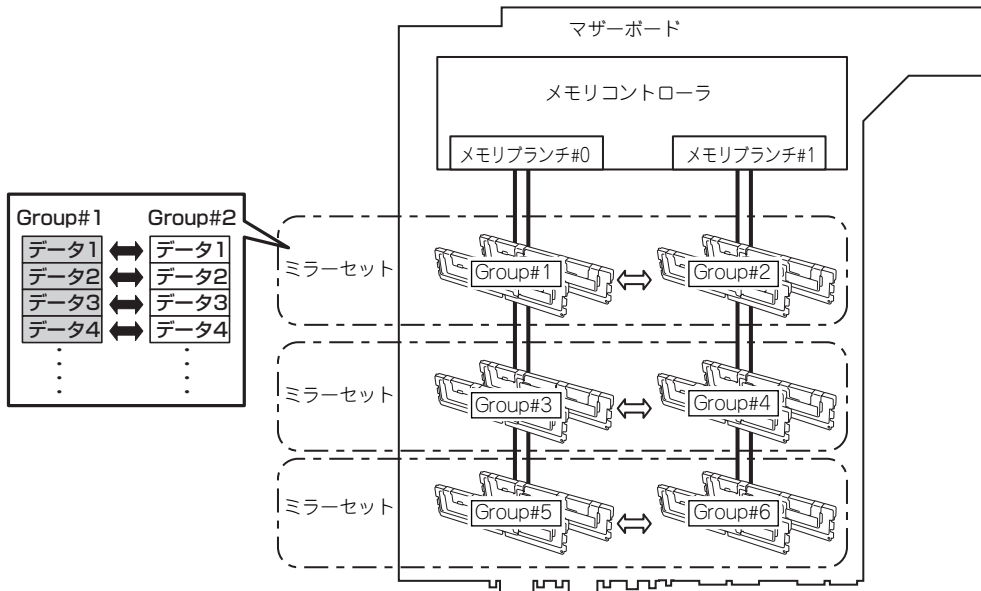 マザーボード
メモリコントローラ
メモリブランチ#0 メモリブランチ#1
Group#1 Group#2
データ1 データ1
データ2 データ2
データ3 データ3
データ4 データ4
ミラーセット Group#1 Group#2
ミラーセット Group#3 Group#4
ミラーセット Group#5 Group#6